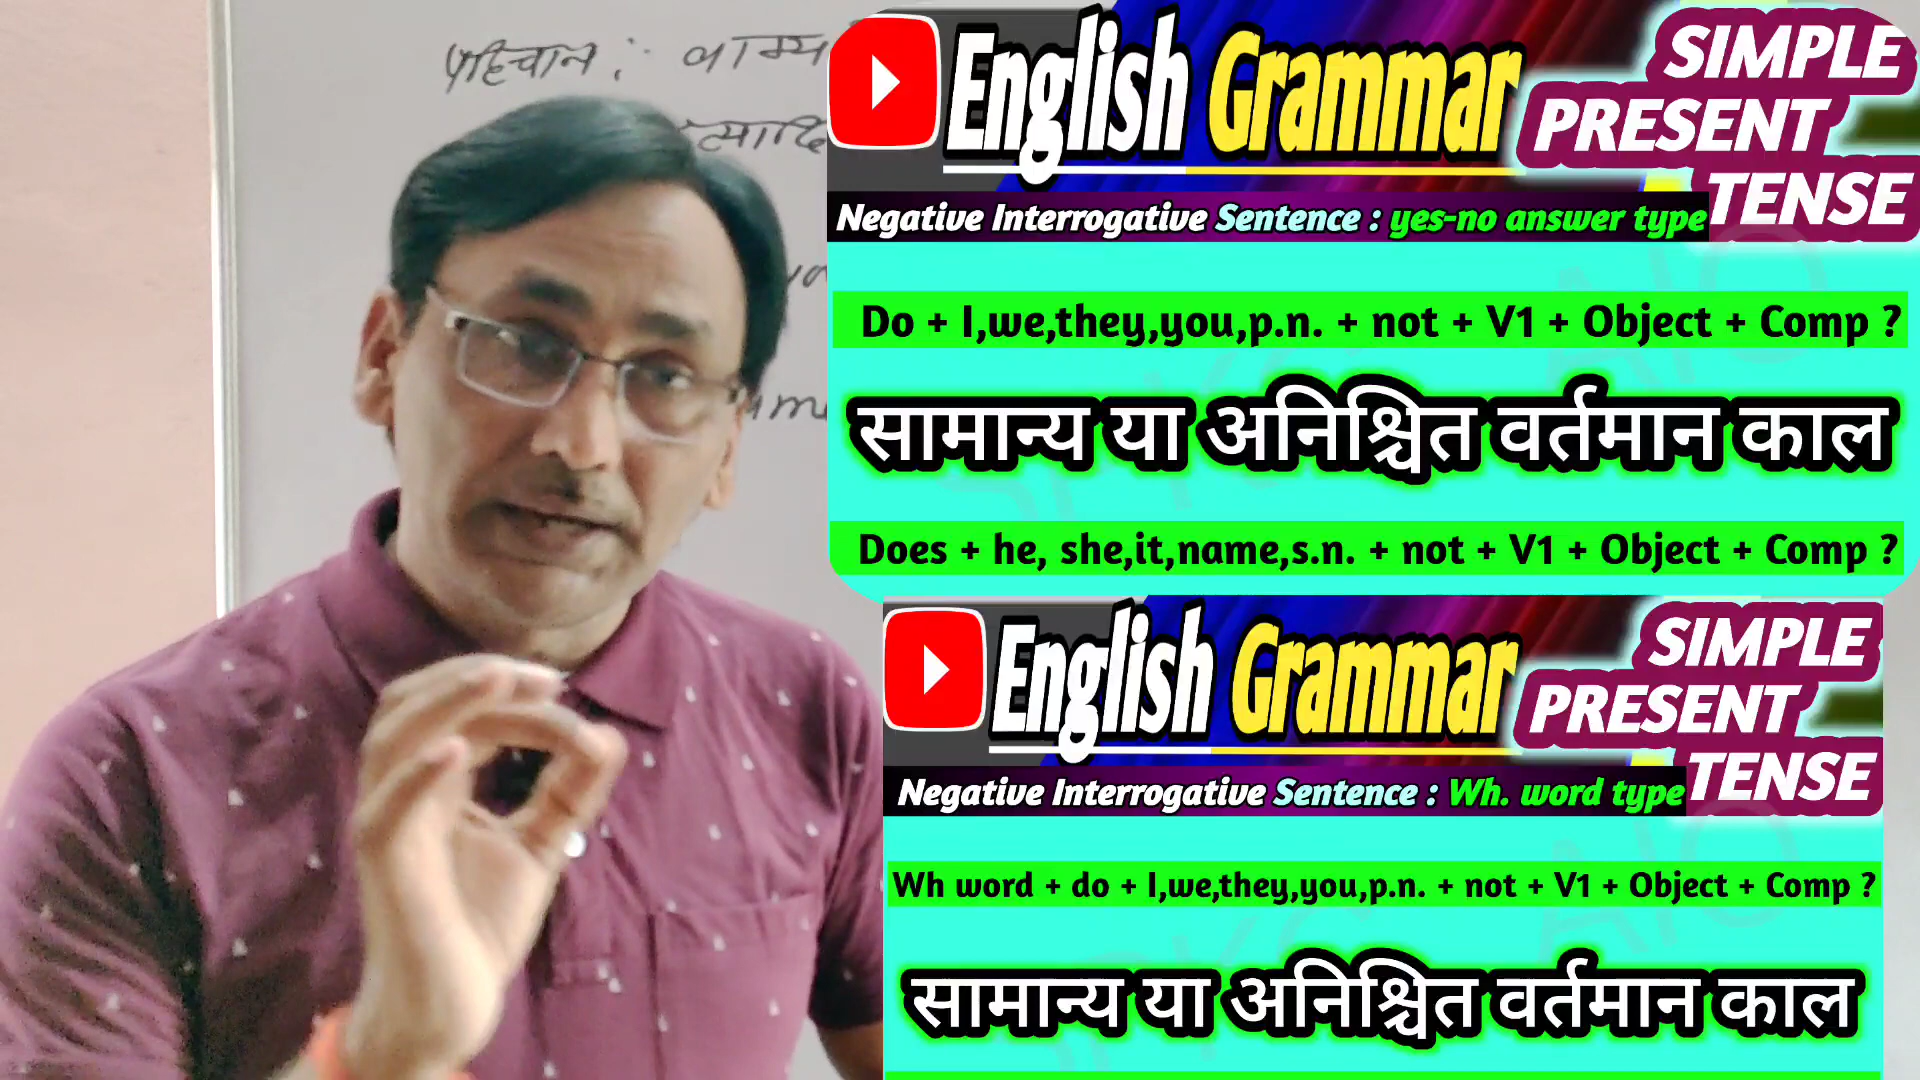 पहिचान :- वाक्य
इत्यादि
English Grammar
SIMPLE
PRESENT
TENSE
Negative Interrogative Sentence : yes-no answer type
Do + I,we,they,you,p.n. + not + V1 + Object + Comp ?
सामान्य या अनिश्चित वर्तमान काल
Does + he, she,it,name,s.n. + not + V1 + Object + Comp ?
English Grammar
SIMPLE
PRESENT
TENSE
Negative Interrogative Sentence : Wh. word type
Wh word + do + I,we,they,you,p.n. + not + V1 + Object + Comp ?
सामान्य या अनिश्चित वर्तमान काल